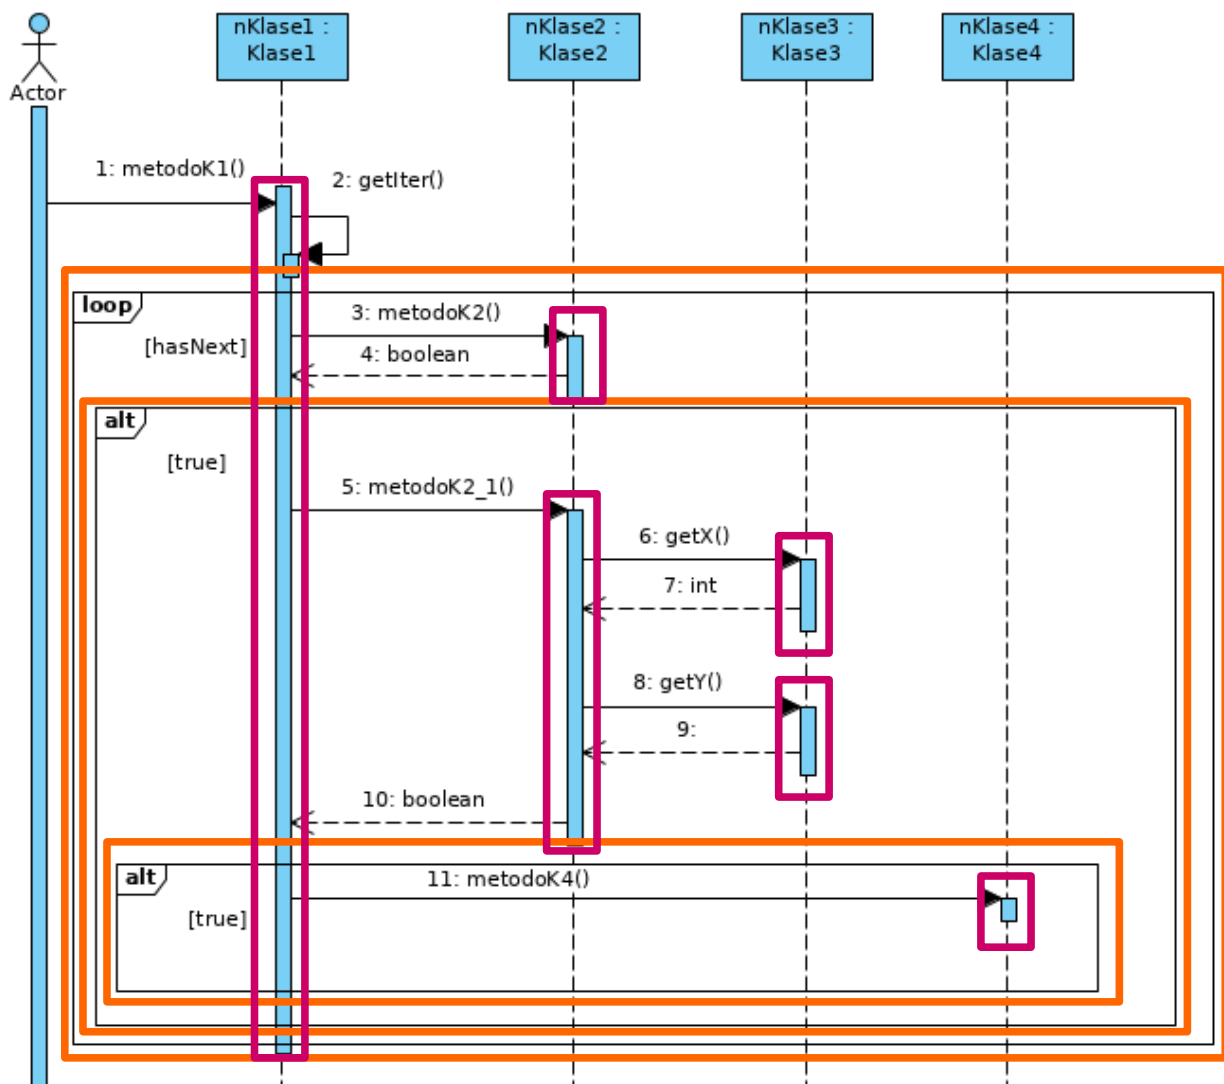 nKlase1 :
Klase1
nKlase2 :
Klase2
nKlase3 :
Klase3
nKlase4 :
Klase4
Actor
1: metodoK1()
2: getIter()
loop
[hasNext]
3: metodoK2()
4: boolean
alt
[true]
5: metodoK2_1()
6: getX()
7: int
8: getY()
9:
10: boolean
alt
[true]
11: metodoK4()